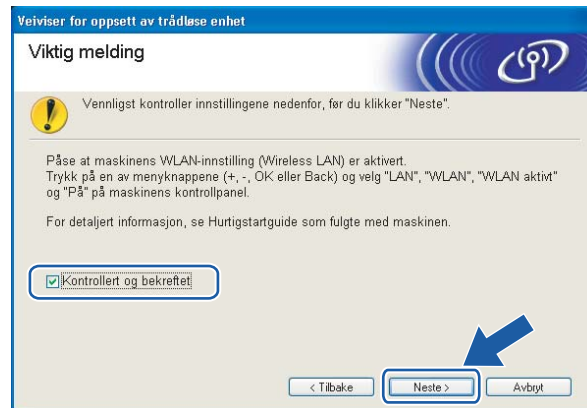 Veiviser for oppsett av trådløse enhet
Viktig melding
Vennligst kontroller innstillingene nedenfor, før du klikker "Neste".
Påse at maskinens WLAN-innstilling (Wireless LAN) er aktivert.
Trykk på en av menyknappene (+, -, OK eller Back) og velg "LAN", "WLAN", "WLAN aktivt"
og "På" på maskinens kontrollpanel.
For detaljert informasjon, se Hurtigstartguide som fulgte med maskinen.
Kontrollert og bekreftet
< Tilbake
Neste >
Avbryt